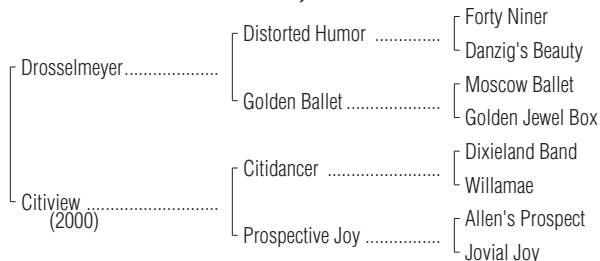 Forty Niner
Distorted Humor ..................
Danzig's Beauty
Drosselmeyer.....................
Moscow Ballet
Golden Ballet .....................
Golden Jewel Box
Dixieland Band
Citidancer .........................
Willamae
Citiview ..............................
(2000)
Allen's Prospect
Prospective Joy .................
Jovial Joy